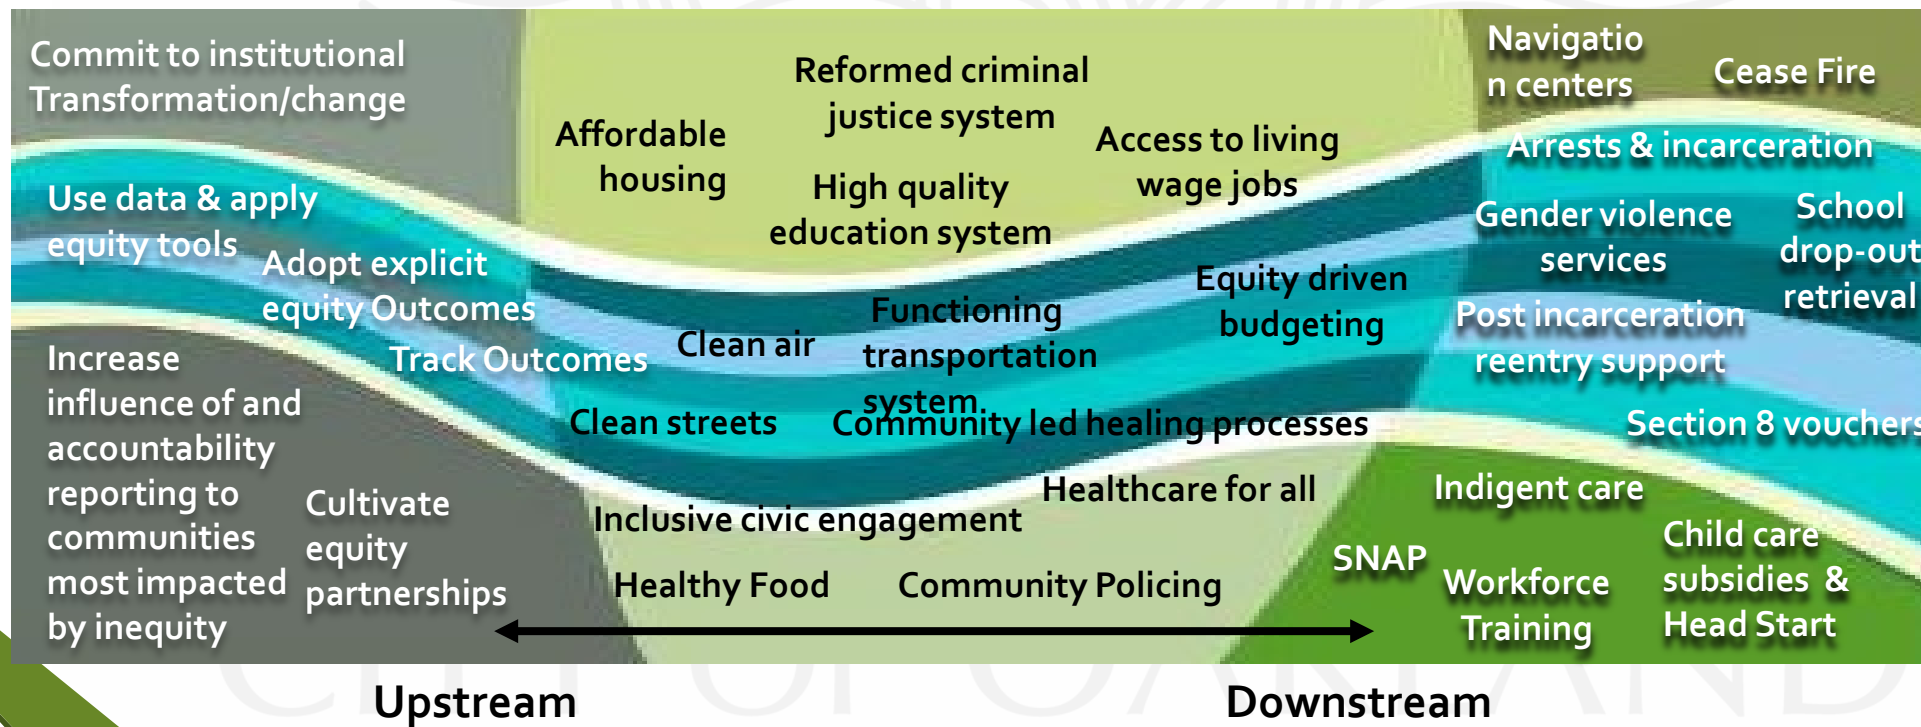 Commit to institutional
Transformation/change
Use data & apply
equity tools
Adopt explicit
equity Outcomes
Track Outcomes
Increase
influence of and
accountability
reporting to
communities
most impacted
by inequity
Cultivate
equity
partnerships
Affordable
housing
Reformed criminal
justice system
High quality
education system
Access to living
wage jobs
Equity driven
budgeting
Functioning
transportation
system
Clean air
Clean streets
Community led healing processes
Healthcare for all
Inclusive civic engagement
Healthy Food
Community Policing
Navigatio
n centers
Cease Fire
Arrests & incarceration
Gender violence
services
School
drop-out
retrieval
Post incarceration
reentry support
Section 8 vouchers
Indigent care
SNAP
Workforce
Training
Child care
subsidies &
Head Start
CITY OF OAKLAND
Upstream
Downstream